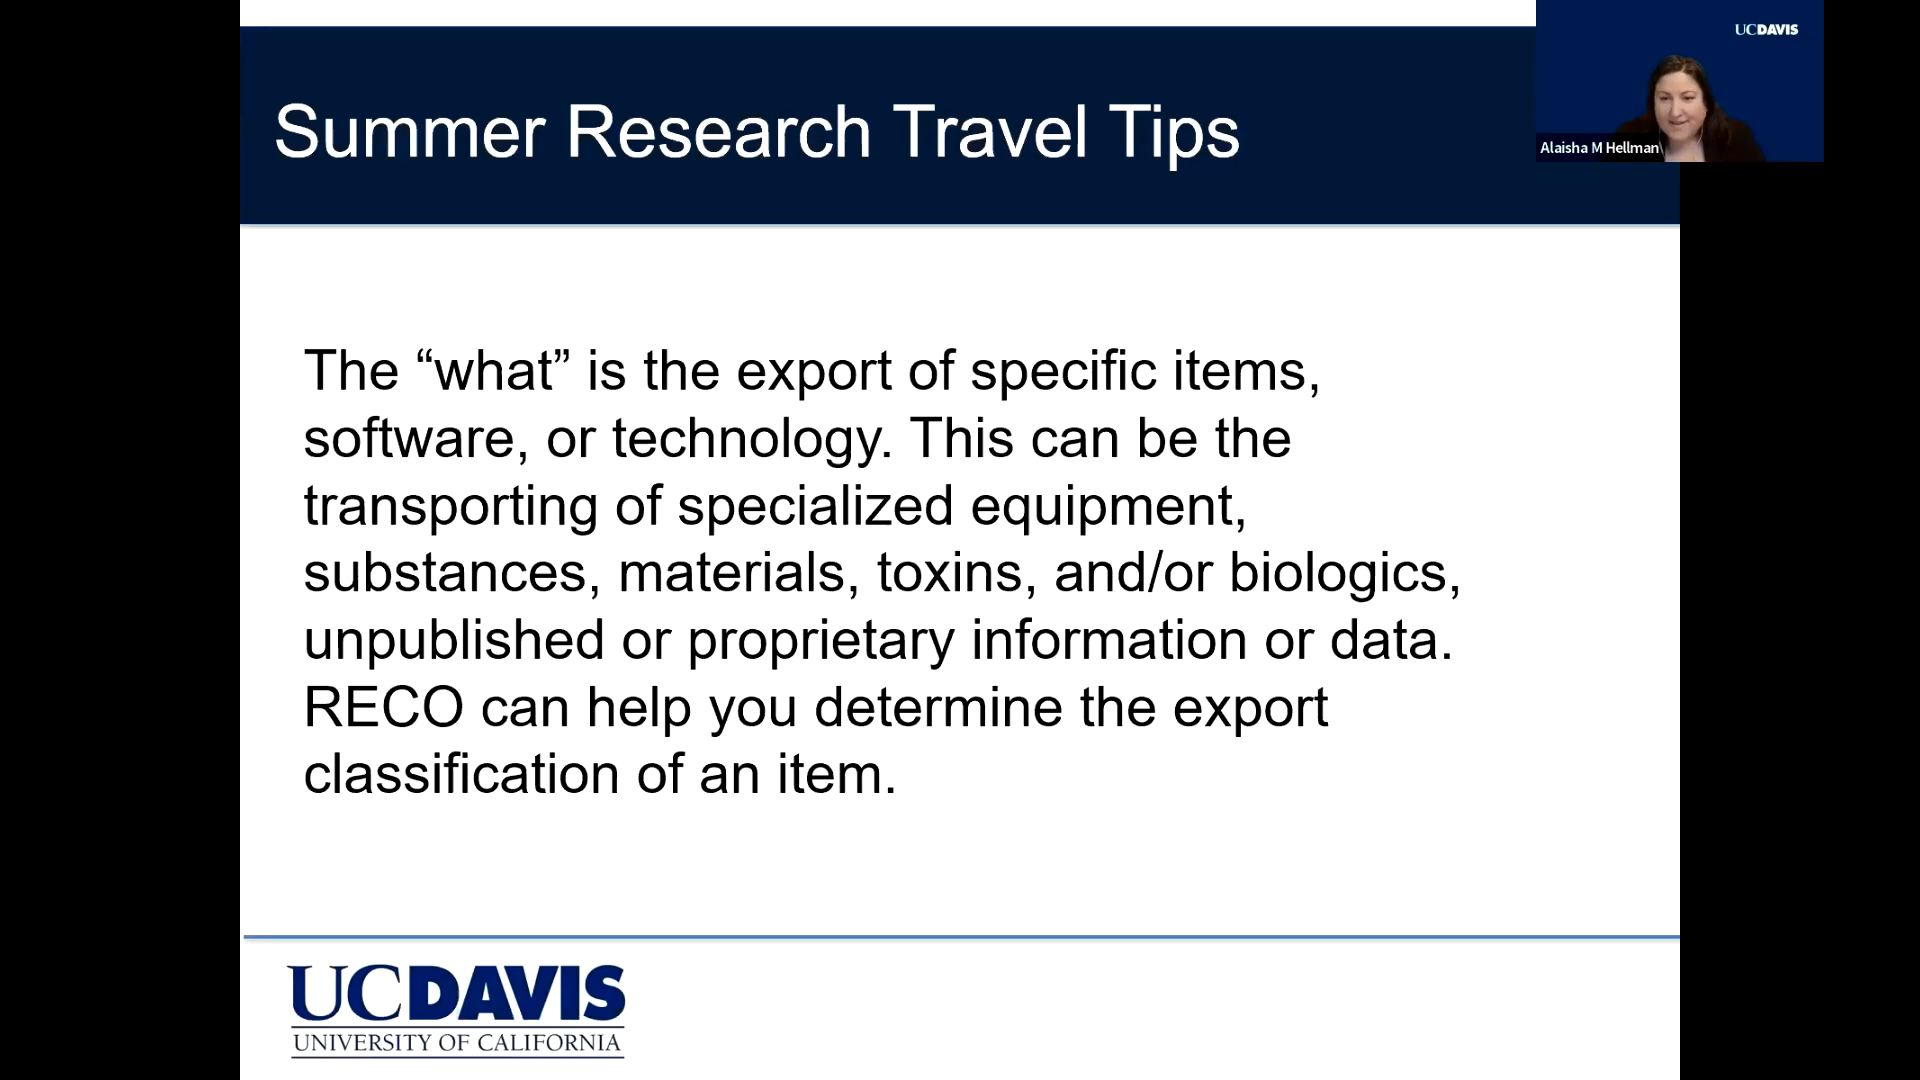 Summer Research Travel Tips
UCDAVIS
Alaisha M Hellman
The “what” is the export of specific items,
software, or technology. This can be the
transporting of specialized equipment,
substances, materials, toxins, and/or biologics,
unpublished or proprietary information or data.
RECO can help you determine the export
classification of an item.
UCDAVIS
UNIVERSITY OF CALIFORNIA